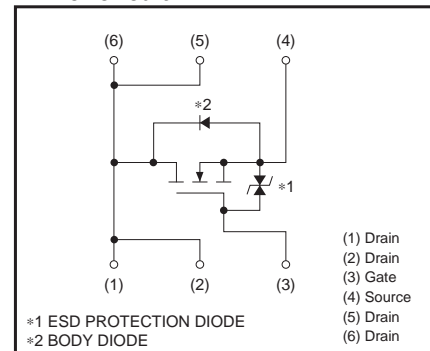 (6) (5) (4)
∗2
∗1
(1) (2) (3)
(1) Drain
(2) Drain
(3) Gate
(4) Source
(5) Drain
(6) Drain
∗1 ESD PROTECTION DIODE
∗2 BODY DIODE